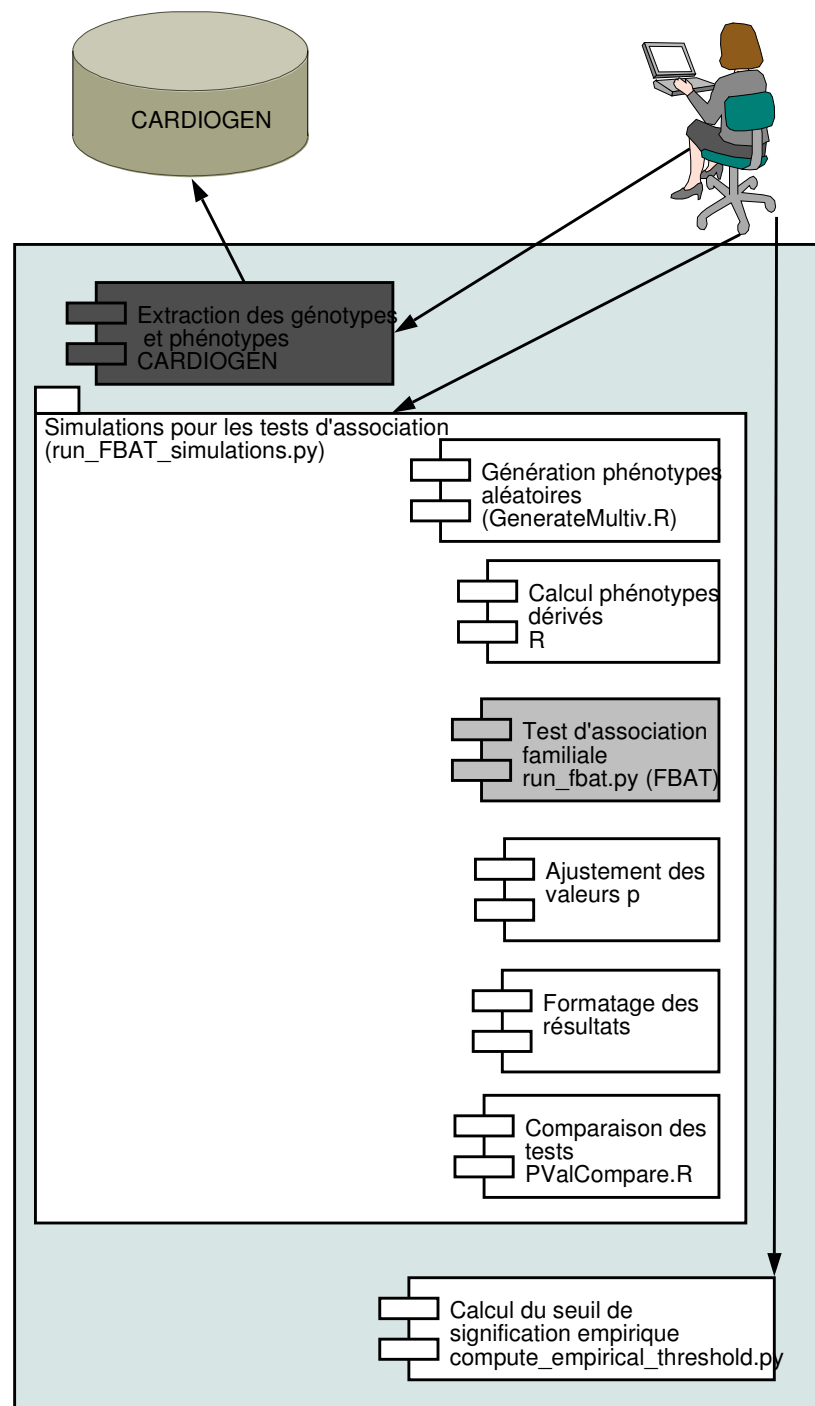 CARDIOGEN
Extraction des génotypes
et phénotypes
CARDIOGEN
Simulations pour les tests d'association
(run_FBAT_simulations.py)
Génération phénotypes
aléatoires
(GenerateMultiv.R)
Calcul phénotypes
dérivés
R
Test d'association
familiale
run_fbat.py (FBAT)
Ajustement des
valeurs p
Formatage des
résultats
Comparaison des
tests
PValCompare.R
Calcul du seuil de
signification empirique
compute_empirical_threshold.py